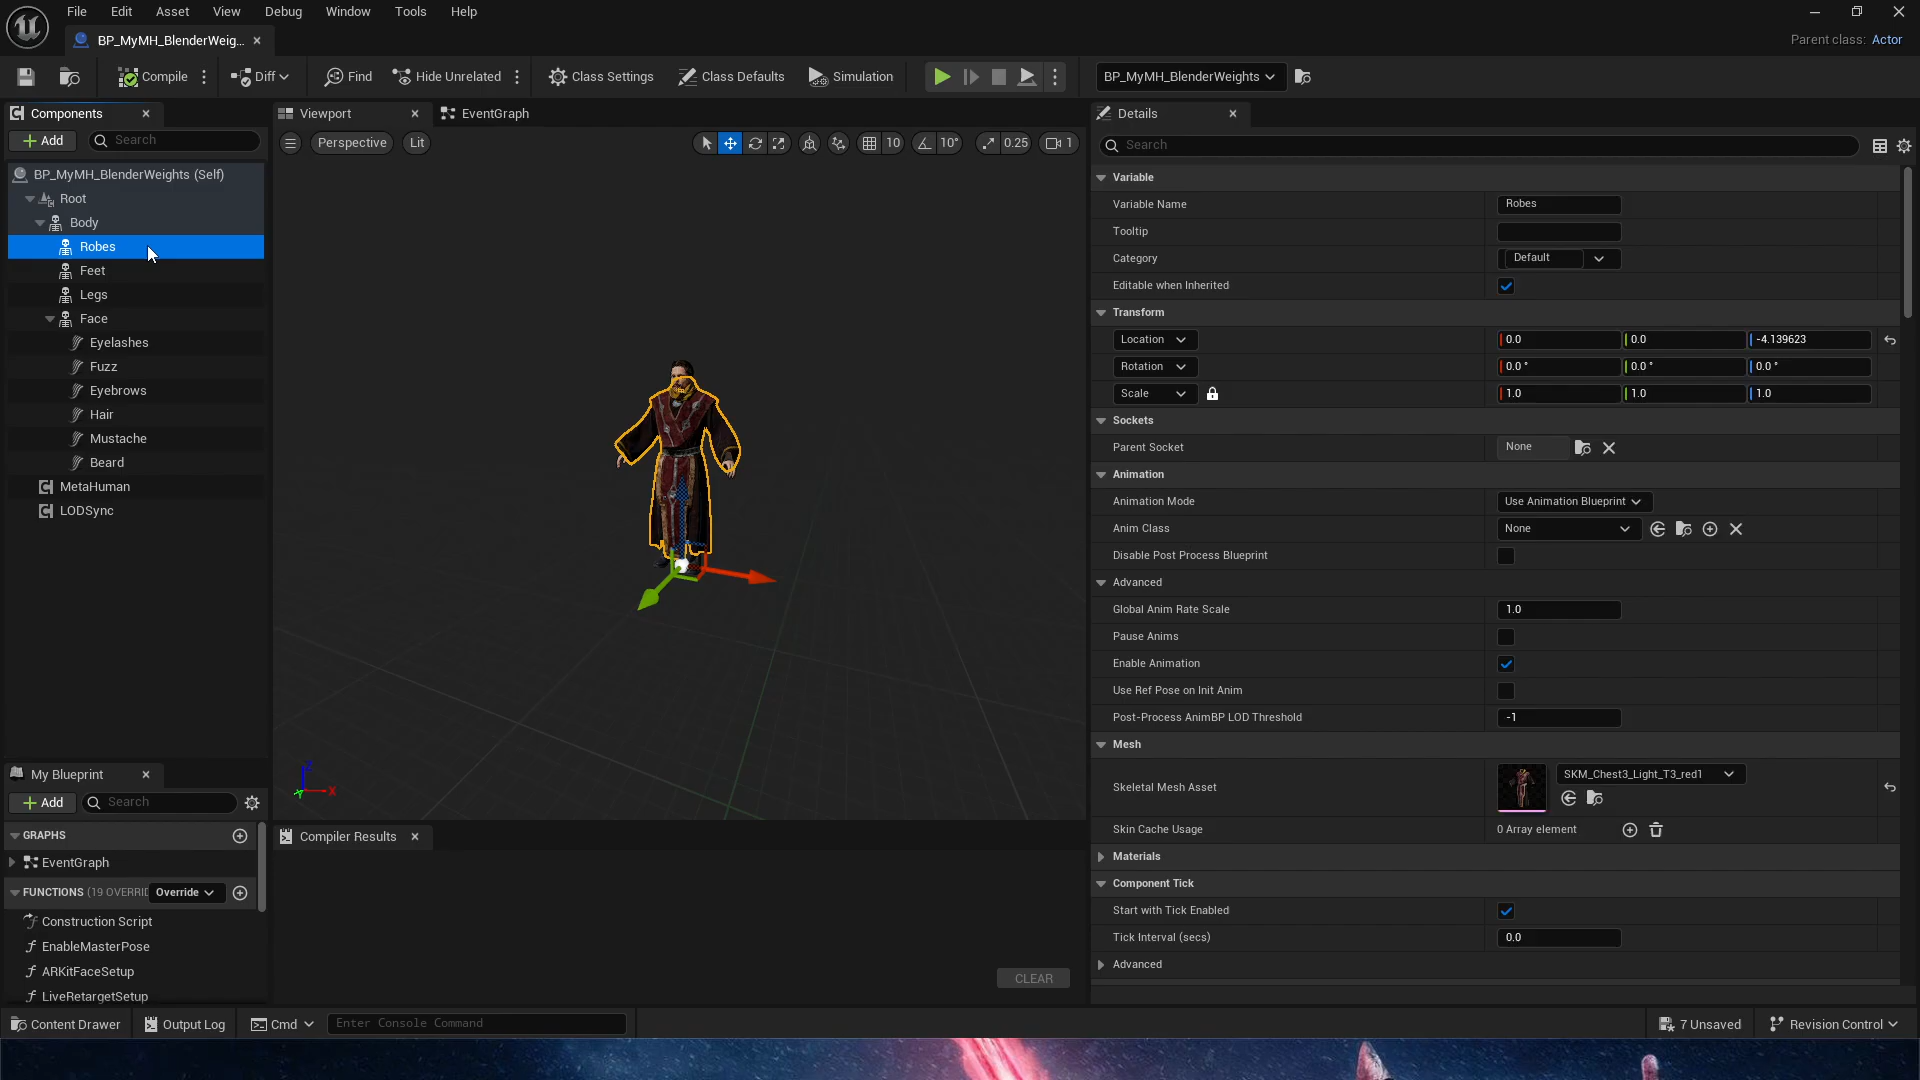 File Edit Asset View Debug Window Tools Help
BP_MyMH_BlenderWeig...
Parent class: Actor
Compile Diff Find Hide Unrelated Class Settings Class Defaults Simulation BP_MyMH_BlenderWeights
Components
Add Search
BP_MyMH_BlenderWeights (Self)
Root
Body
Robes
Feet
Legs
Face
Eyelashes
Fuzz
Eyebrows
Hair
Mustache
Beard
MetaHuman
LODSync
My Blueprint
Add Search
GRAPHS
EventGraph
FUNCTIONS (19 OVERRID Override
Construction Script
EnableMasterPose
ARKitFaceSetup
LiveRetargetSetup
Viewport EventGraph
Perspective Lit 10 10° 0.25 1
Z
X
Y
Compiler Results
CLEAR
Details
Search
Variable
Variable Name Robes
Tooltip
Category Default
Editable when Inherited
Transform
Location 0.0 0.0 -4.139623
Rotation 0.0 ° 0.0 ° 0.0 °
Scale 1.0 1.0 1.0
Sockets
Parent Socket None
Animation
Animation Mode Use Animation Blueprint
Anim Class None
Disable Post Process Blueprint
Advanced
Global Anim Rate Scale 1.0
Pause Anims
Enable Animation
Use Ref Pose on Init Anim
Post-Process AnimBP LOD Threshold -1
Mesh
Skeletal Mesh Asset SKM_Chest3_Light_T3_red1
Skin Cache Usage 0 Array element
Materials
Component Tick
Start with Tick Enabled
Tick Interval (secs) 0.0
Advanced
Content Drawer Output Log Cmd Enter Console Command 7 Unsaved Revision Control